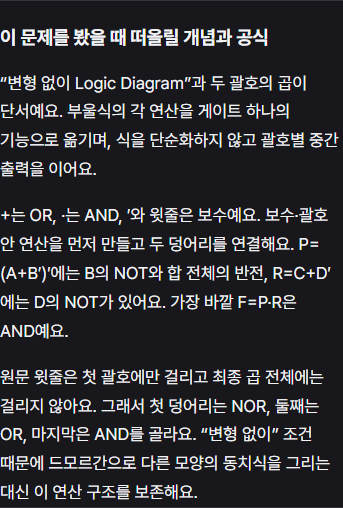 이 문제를 봤을 때 떠올릴 개념과 공식
“변형 없이 Logic Diagram”과 두 괄호의 곱이
단서예요. 부울식의 각 연산을 게이트 하나의
기능으로 옮기며, 식을 단순화하지 않고 괄호별 중간
출력을 이어요.
+는 OR, ·는 AND, ′와 윗줄은 보수예요. 보수·괄호
안 연산을 먼저 만들고 두 덩어리를 연결해요. P=
(A+B′)′에는 B의 NOT와 합 전체의 반전, R=C+D′
에는 D의 NOT가 있어요. 가장 바깥 F=P·R은
AND예요.
원문 윗줄은 첫 괄호에만 걸리고 최종 곱 전체에는
걸리지 않아요. 그래서 첫 덩어리는 NOR, 둘째는
OR, 마지막은 AND를 골라요. “변형 없이” 조건
때문에 드모르간으로 다른 모양의 동치식을 그리는
대신 이 연산 구조를 보존해요.